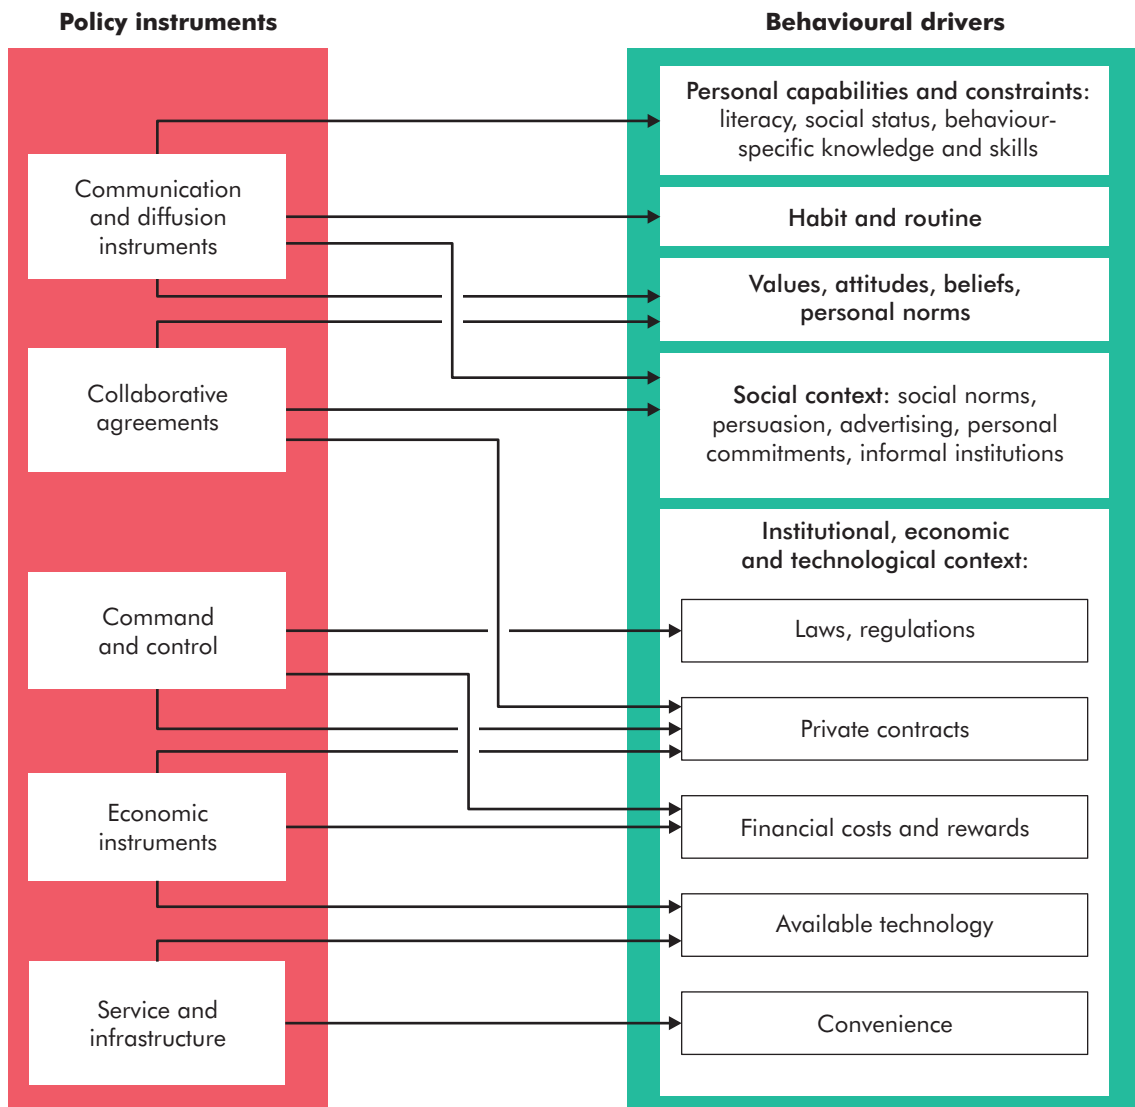 Policy instruments
Behavioural drivers
Communication
and diffusion
instruments
Collaborative
agreements
Command
and control
Economic
instruments
Service and
infrastructure
Personal capabilities and constraints:
literacy, social status, behaviour-
specific knowledge and skills
Habit and routine
Values, attitudes, beliefs,
personal norms
Social context: social norms,
persuasion, advertising, personal
commitments, informal institutions
Institutional, economic
and technological context:
Laws, regulations
Private contracts
Financial costs and rewards
Available technology
Convenience